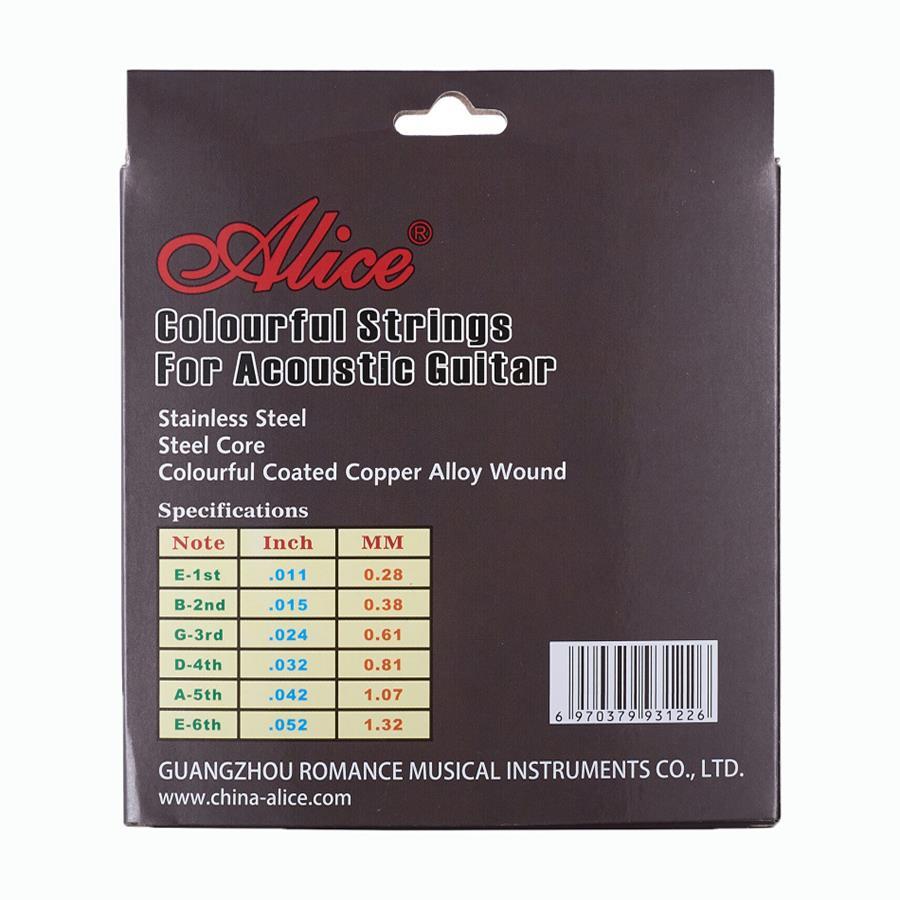 Alice®
Colourful Strings
For Acoustic Guitar
Stainless Steel
Steel Core
Colourful Coated Copper Alloy Wound
Specifications
Note Inch MM
E-1st .011 0.28
B-2nd .015 0.38
G-3rd .024 0.61
D-4th .032 0.81
A-5th .042 1.07
E-6th .052 1.32
6 970379 931226
GUANGZHOU ROMANCE MUSICAL INSTRUMENTS CO., LTD.
www.china-alice.com